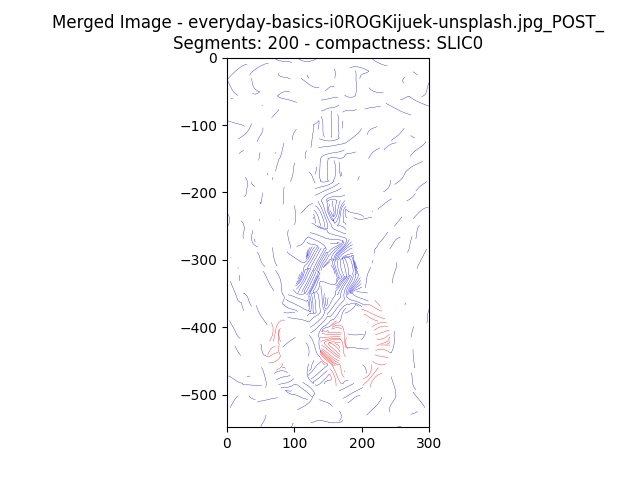 Merged Image - everyday-basics-i0ROGKijuek-unsplash.jpg_POST_
Segments: 200 - compactness: SLIC0
0
−100
−200
−300
−400
−500
0 100 200 300